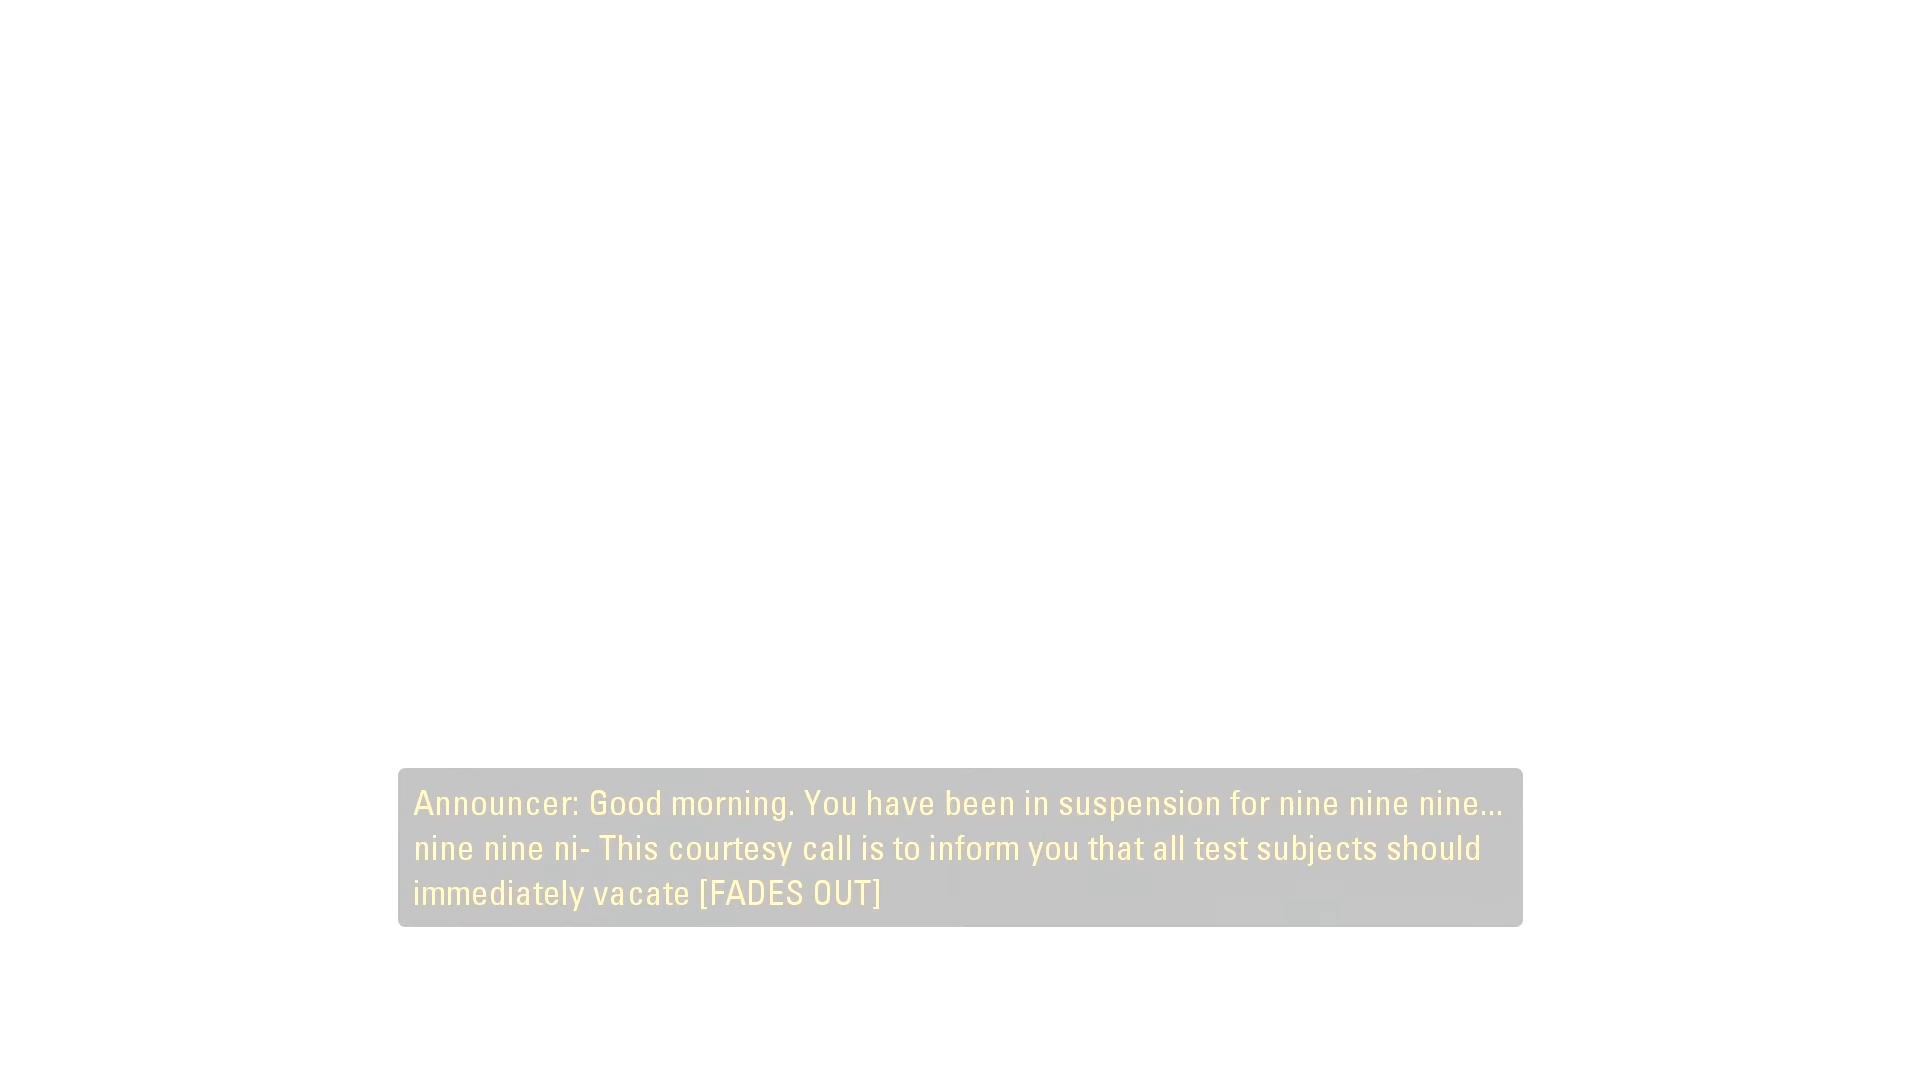 Announcer: Good morning. You have been in suspension for nine nine nine...
nine nine ni- This courtesy call is to inform you that all test subjects should
immediately vacate [FADES OUT]